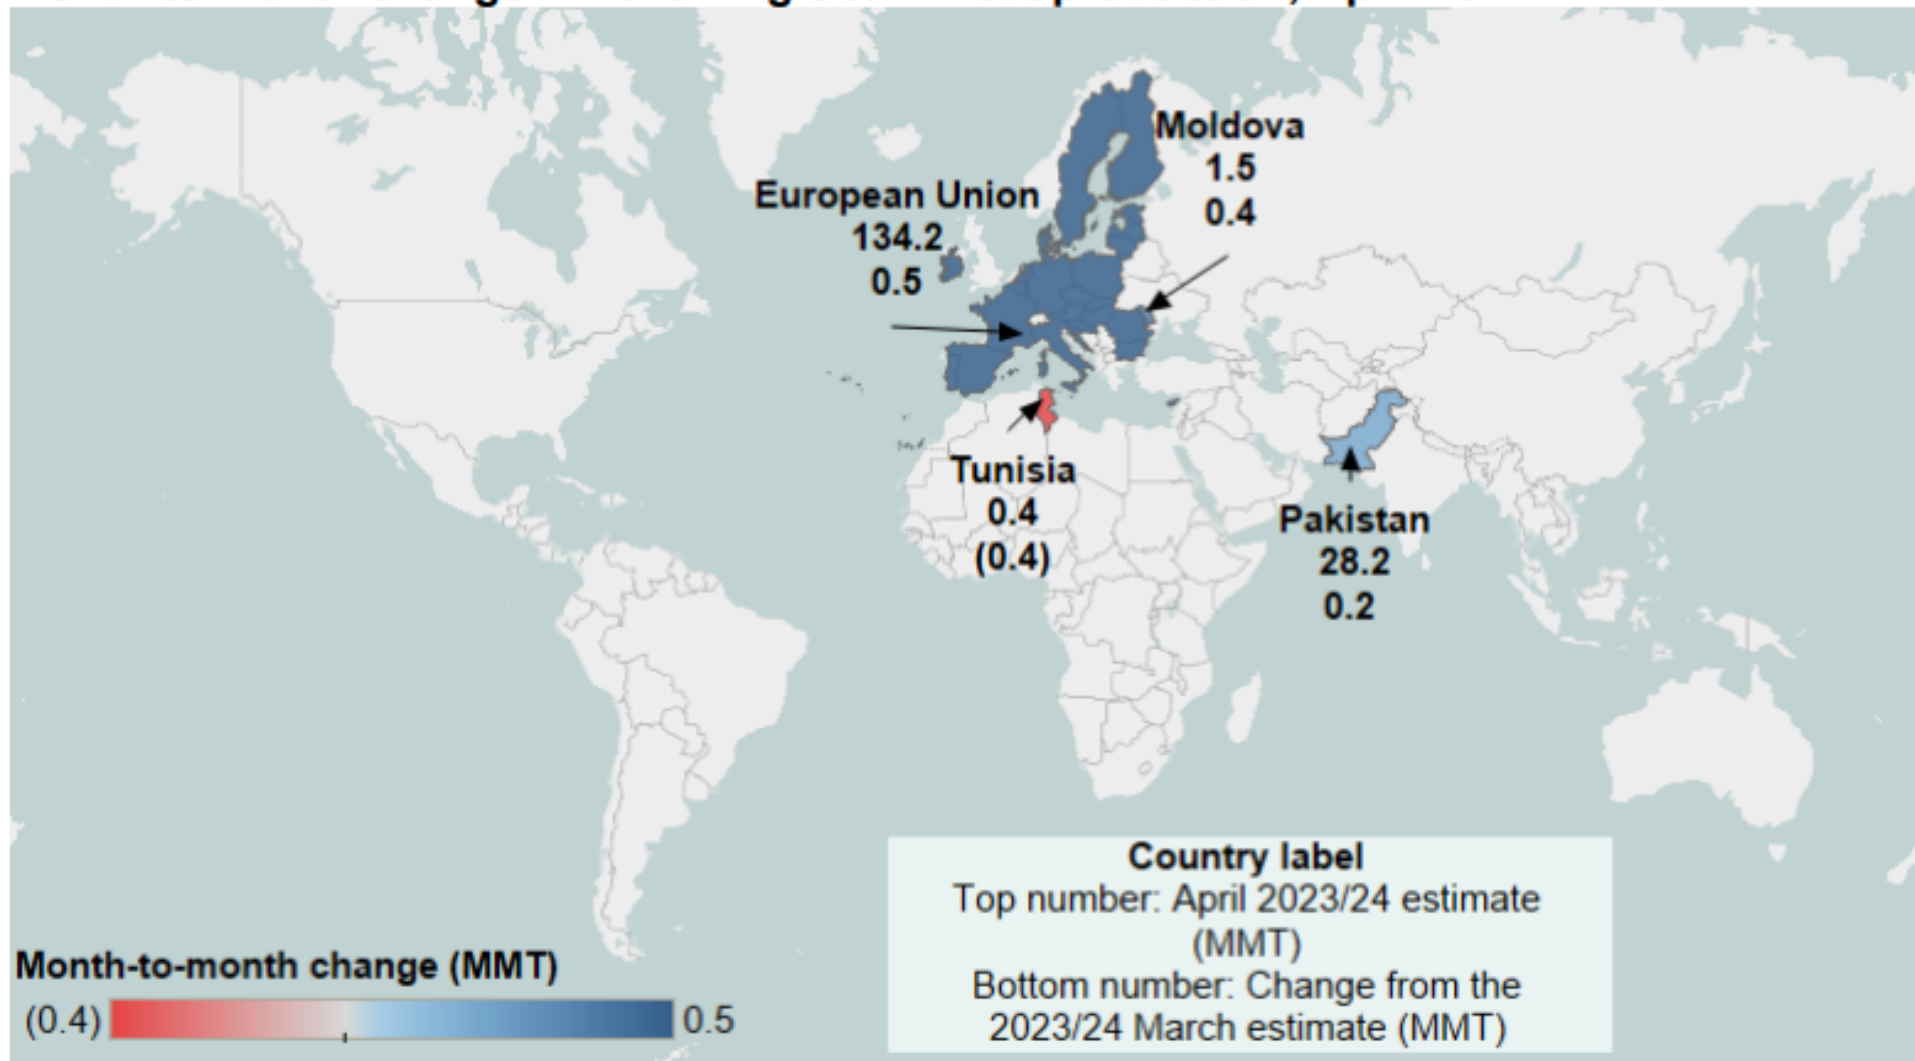 European Union
134.2
0.5
Moldova
1.5
0.4
Tunisia
0.4
(0.4)
Pakistan
28.2
0.2
Country label
Top number: April 2023/24 estimate
(MMT)
Bottom number: Change from the
2023/24 March estimate (MMT)
Month-to-month change (MMT)
(0.4)
0.5